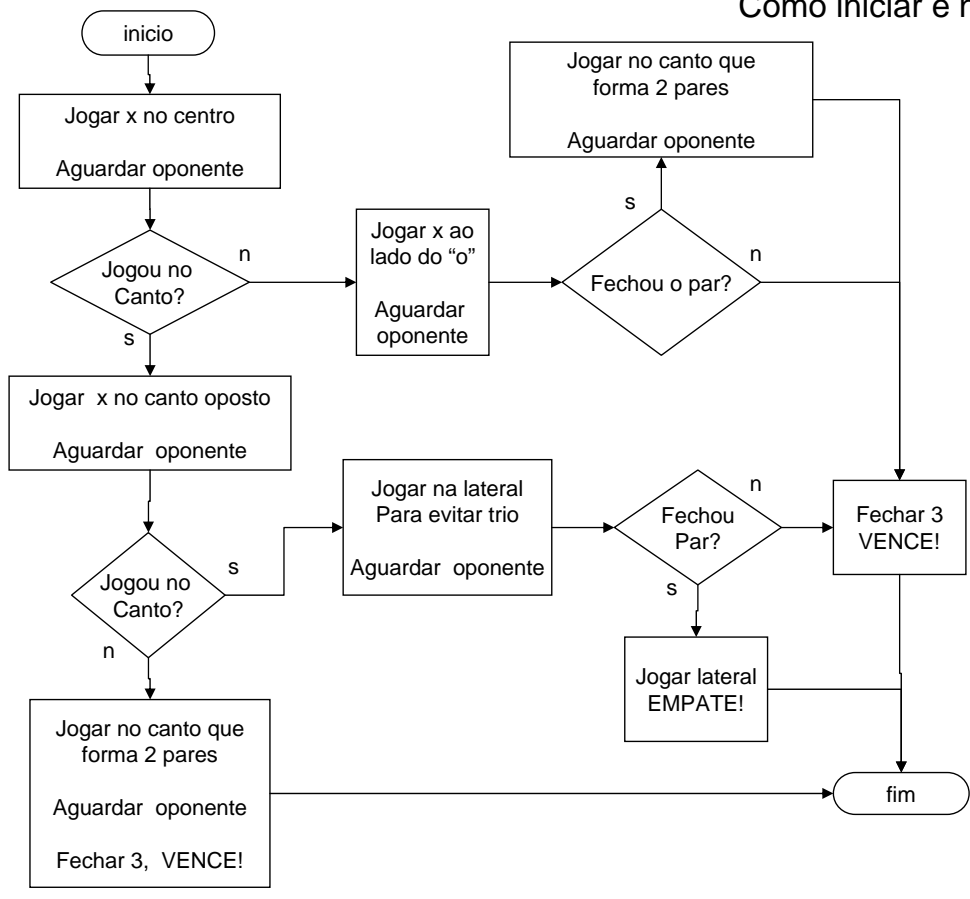 Como iniciar e
inicio
Jogar x no centro
Aguardar oponente
Jogou no
Canto?
n
s
Jogar x ao
lado do “o”
Aguardar
oponente
Fechou o par?
s
n
Jogar no canto que
forma 2 pares
Aguardar oponente
Jogar x no canto oposto
Aguardar oponente
Jogou no
Canto?
s
n
Jogar na lateral
Para evitar trio
Aguardar oponente
Fechou
Par?
n
s
Fechar 3
VENCE!
Jogar lateral
EMPATE!
Jogar no canto que
forma 2 pares
Aguardar oponente
Fechar 3, VENCE!
fim